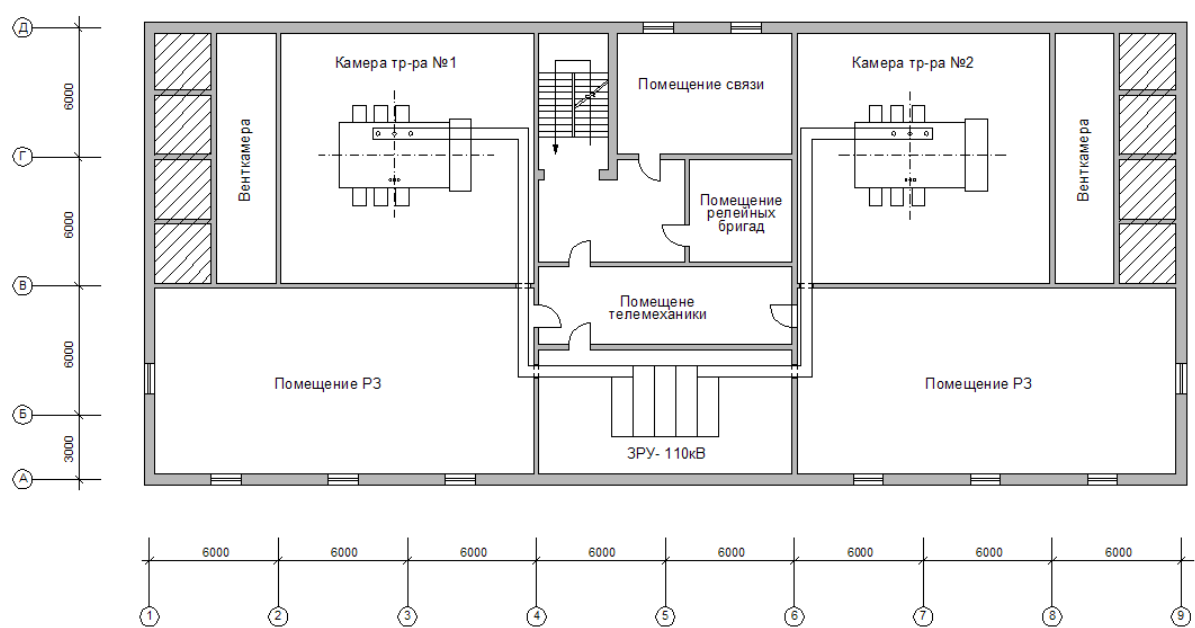 Д
Камера тр-ра №1
Камера тр-ра №2
Помещение связи
6000
Венткамера
Венткамера
Г
Помещение
релейных
бригад
6000
В
Помещене
телемеханики
6000
Помещение РЗ
Помещение РЗ
Б
3000
ЗРУ- 110кВ
А
6000 6000 6000 6000 6000 6000 6000 6000
1 2 3 4 5 6 7 8 9